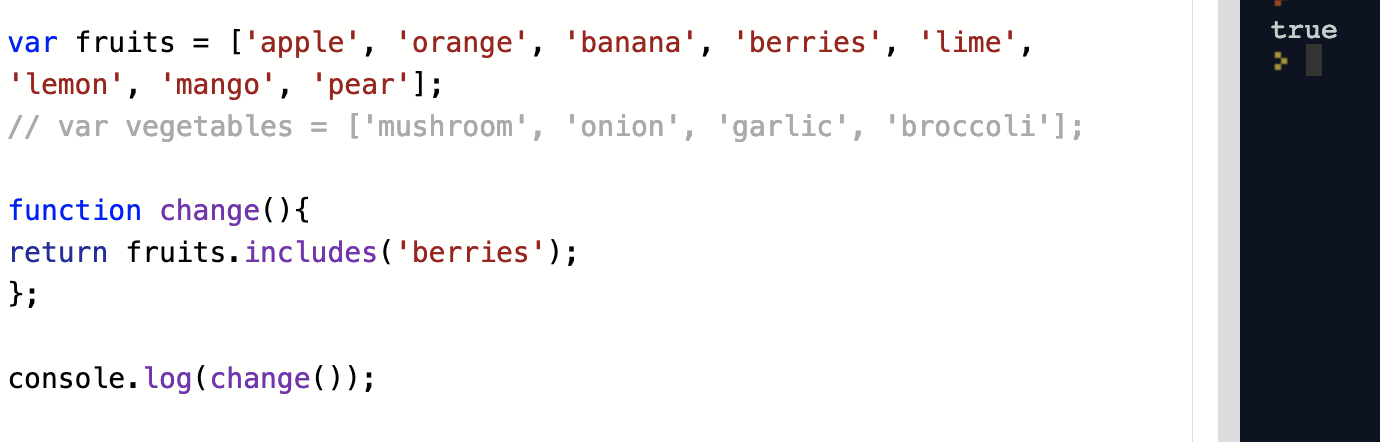 var fruits = ['apple', 'orange', 'banana', 'berries', 'lime',
'lemon', 'mango', 'pear'];
// var vegetables = ['mushroom', 'onion', 'garlic', 'broccoli'];
function change(){
return fruits.includes('berries');
};
console.log(change());
true
>